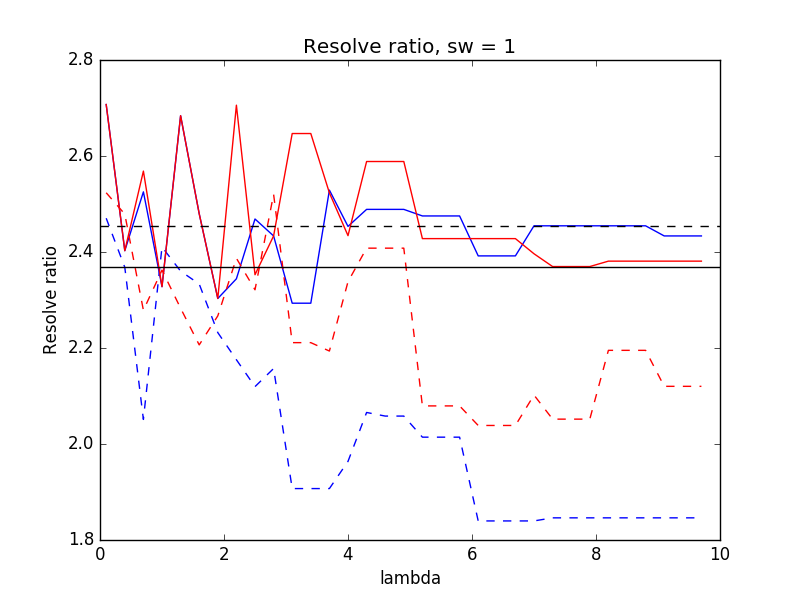 Resolve ratio, sw = 1
2.8
2.6
2.4
2.2
2.0
1.8
Resolve ratio
0 2 4 6 8 10
lambda